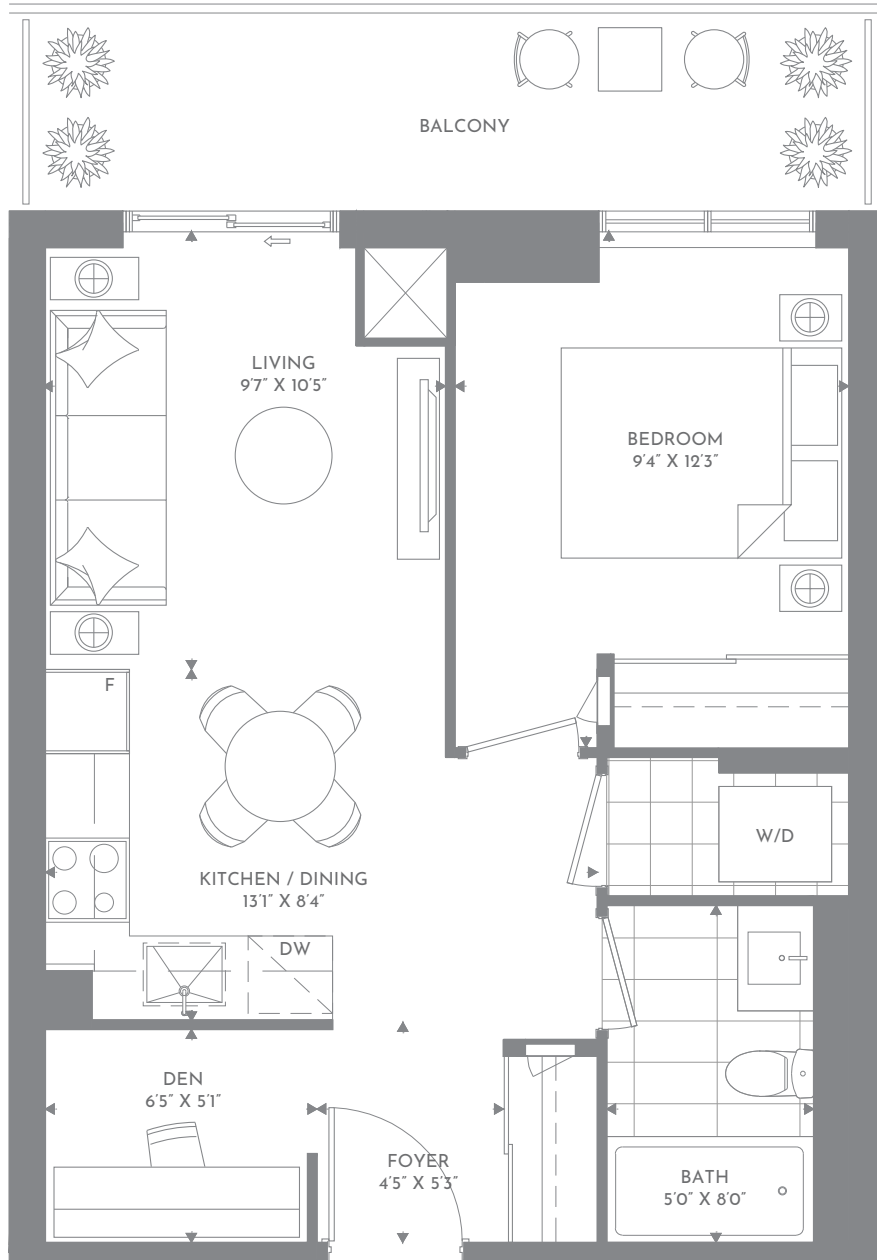 BALCONY
LIVING
9'7" X 10'5"
BEDROOM
9'4" X 12'3"
F
W/D
KITCHEN / DINING
13'1" X 8'4"
DW
DEN
6'5" X 5'1"
FOYER
4'5" X 5'3"
BATH
5'0" X 8'0"